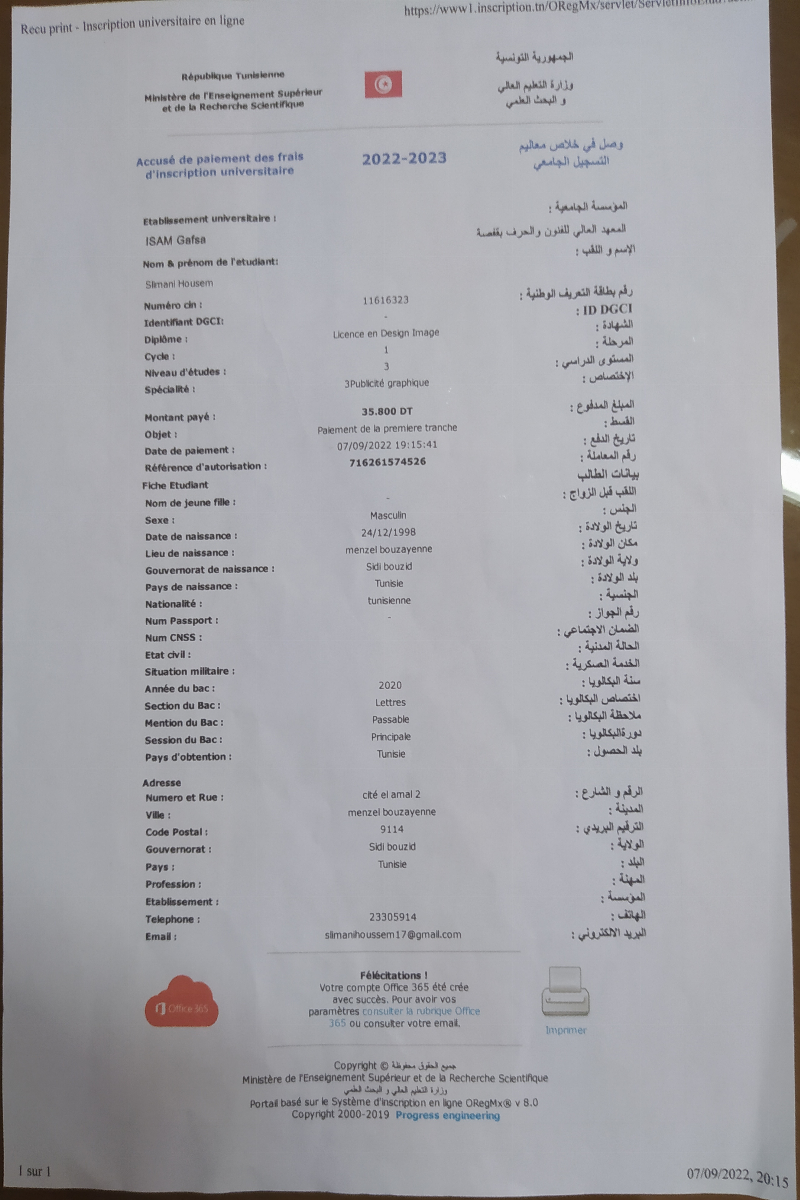 Recu print - Inscription universitaire en ligne
https://www1.inscription.tn/ORegMx/servlet/
République Tunisienne
Ministère de l'Enseignement Supérieur
et de la Recherche Scientifique
الجمهورية التونسية
وزارة التعليم العالي
و البحث العلمي
Accusé de paiement des frais
d'inscription universitaire
2022-2023
وصل في خلاص معاليم
التسجيل الجامعي
Etablissement universitaire : المؤسسة الجامعية :
ISAM Gafsa المعهد العالي للفنون والحرف بقفصة
Nom & prénom de l'etudiant: الإسم و اللقب :
Slimani Housem
Numéro cin : 11616323 رقم بطاقة التعريف الوطنية :
Identifiant DGCI: - ID DGCI :
Diplôme : Licence en Design Image الشهادة :
Cycle : 1 المرحلة :
Niveau d'études : 3 المستوى الدراسي :
Spécialité : 3Publicité graphique الإختصاص :
Montant payé : 35.800 DT المبلغ المدفوع :
Objet : Paiement de la premiere tranche القسط :
Date de paiement : 07/09/2022 19:15:41 تاريخ الدفع :
Référence d'autorisation : 716261574526 رقم المعاملة :
Fiche Etudiant بيانات الطالب
Nom de jeune fille : - اللقب قبل الزواج :
Sexe : Masculin الجنس :
Date de naissance : 24/12/1998 تاريخ الولادة :
Lieu de naissance : menzel bouzayenne مكان الولادة :
Gouvernorat de naissance : Sidi bouzid ولاية الولادة :
Pays de naissance : Tunisie بلد الولادة :
Nationalité : tunisienne الجنسية :
Num Passport : - رقم الجواز :
Num CNSS : الضمان الاجتماعي :
Etat civil : الحالة المدنية :
Situation militaire : الخدمة العسكرية :
Année du bac : 2020 سنة البكالويا :
Section du Bac : Lettres اختصاص البكالويا :
Mention du Bac : Passable ملاحظة البكالويا :
Session du Bac : Principale دورةالبكالويا :
Pays d'obtention : Tunisie بلد الحصول :
Adresse
Numero et Rue : cité el amal 2 الرقم و الشارع :
Ville : menzel bouzayenne المدينة :
Code Postal : 9114 الترقيم البريدي :
Gouvernorat : Sidi bouzid الولاية :
Pays : Tunisie البلد :
Profession : المهنة :
Etablissement : المؤسسة :
Telephone : 23305914 الهاتف :
Email : slimanihoussem17@gmail.com البريد الالكتروني :
Office 365
Félécitations !
Votre compte Office 365 été crée
avec succès. Pour avoir vos
paramètres consulter la rubrique Office
365 ou consulter votre email.
Imprimer
Copyright © جميع الحقوق محفوظة
Ministère de l'Enseignement Supérieur et de la Recherche Scientifique
وزارة التعليم العالي و البحث العلمي
Portail basé sur le Système d'inscription en ligne ORegMx® v 8.0
Copyright 2000-2019 Progress engineering
1 sur 1
07/09/2022, 20:15